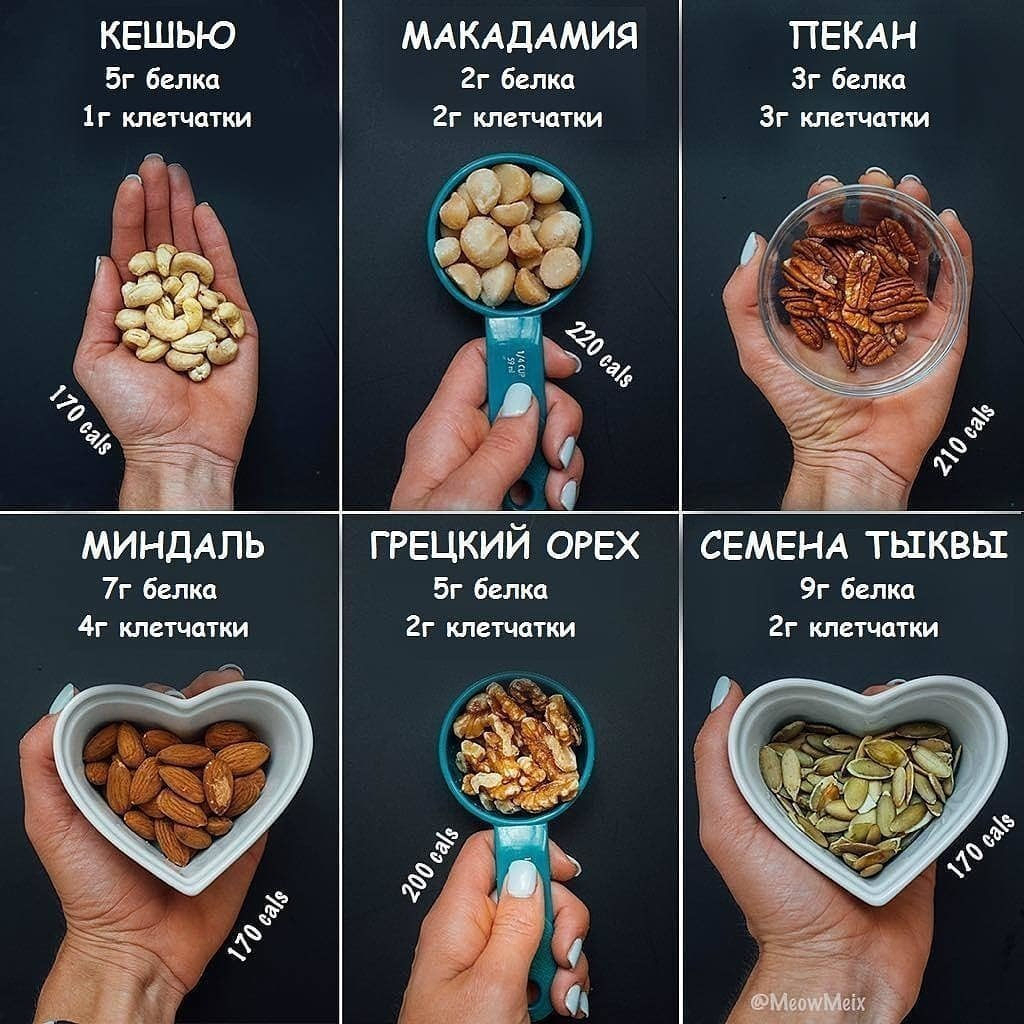 КЕШЬЮ
5г белка
1г клетчатки
170 cals
МАКАДАМИЯ
2г белка
2г клетчатки
1/4 CUP
59 ml
220 cals
ПЕКАН
3г белка
3г клетчатки
210 cals
МИНДАЛЬ
7г белка
4г клетчатки
170 cals
ГРЕЦКИЙ ОРЕХ
5г белка
2г клетчатки
200 cals
СЕМЕНА ТЫКВЫ
9г белка
2г клетчатки
170 cals
@MeowMeix